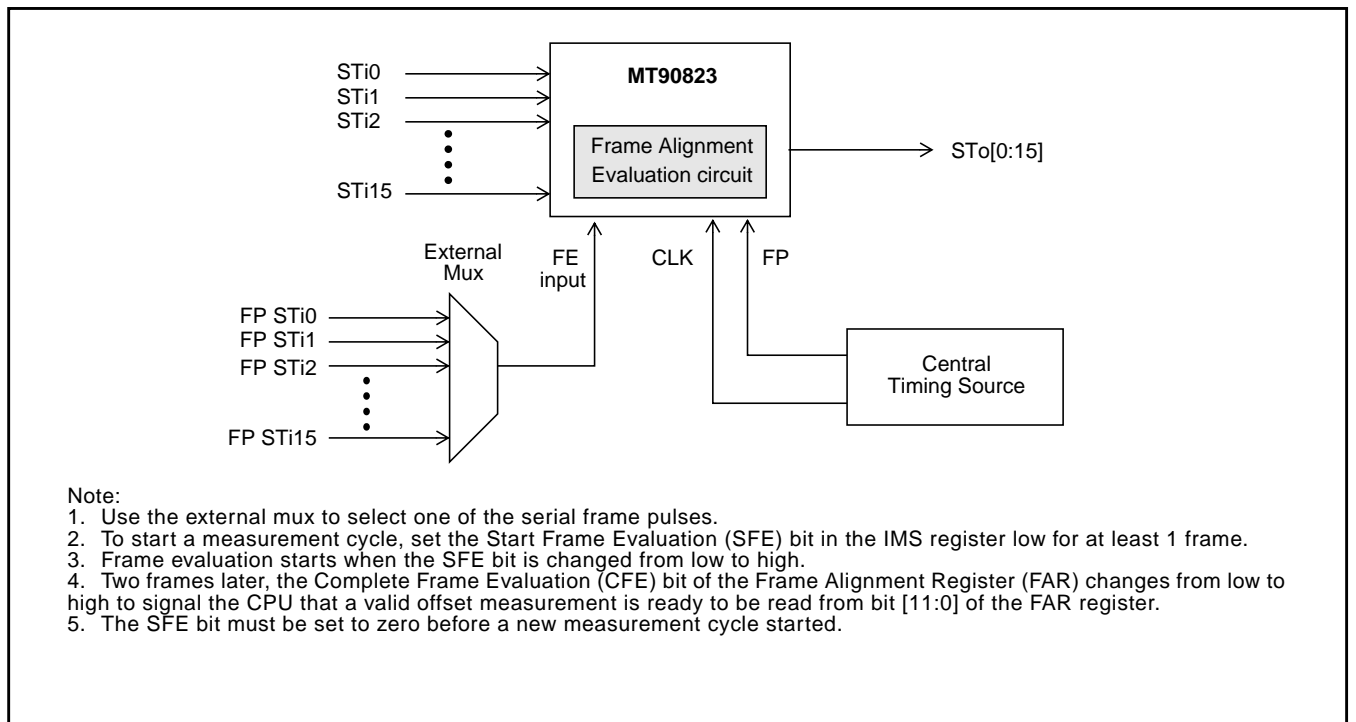 STi0
STi1
STi2
STi15
MT90823
Frame Alignment
Evaluation circuit
STo[0:15]
External
Mux
FE
input
CLK
FP
FP STi0
FP STi1
FP STi2
FP STi15
Central
Timing Source
Note:
1. Use the external mux to select one of the serial frame pulses.
2. To start a measurement cycle, set the Start Frame Evaluation (SFE) bit in the IMS register low for at least 1 frame.
3. Frame evaluation starts when the SFE bit is changed from low to high.
4. Two frames later, the Complete Frame Evaluation (CFE) bit of the Frame Alignment Register (FAR) changes from low to
high to signal the CPU that a valid offset measurement is ready to be read from bit [11:0] of the FAR register.
5. The SFE bit must be set to zero before a new measurement cycle started.